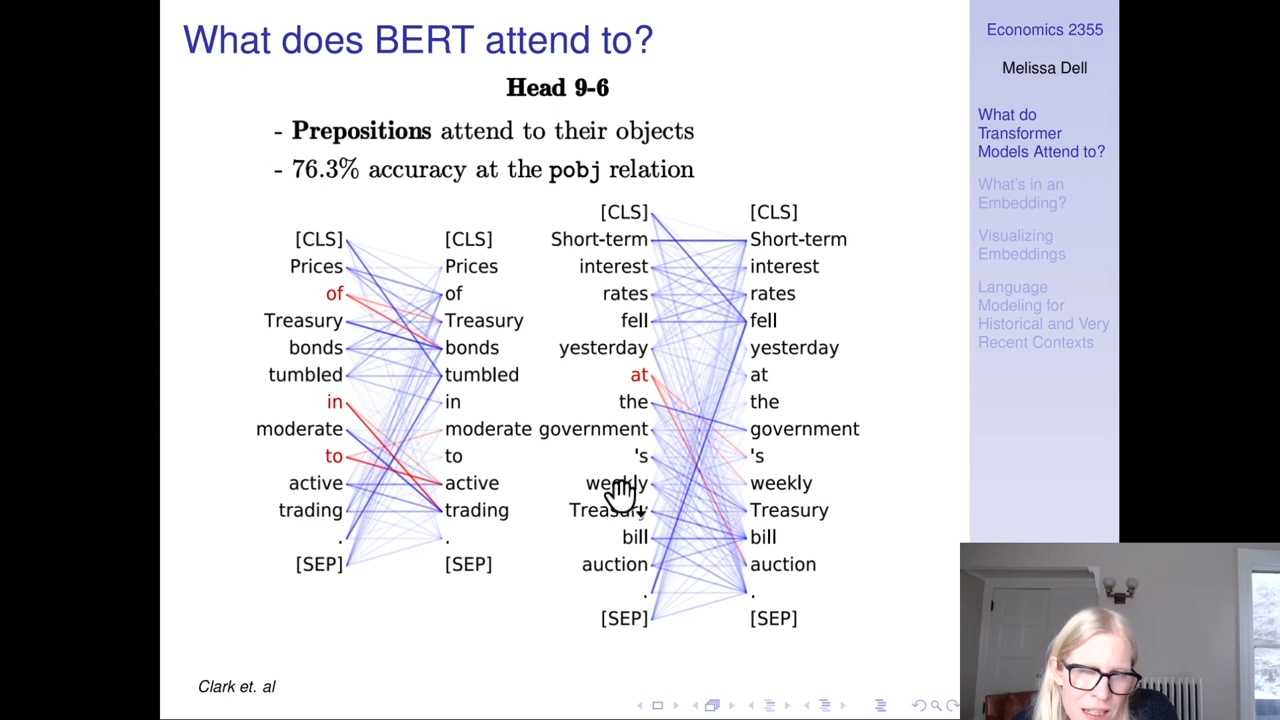 What does BERT attend to?
Head 9-6
- Prepositions attend to their objects
- 76.3% accuracy at the pobj relation
[CLS] [CLS]
Prices Prices
of of
Treasury Treasury
bonds bonds
tumbled tumbled
in in
moderate moderate
to to
active active
trading trading
. .
[SEP] [SEP]
[CLS] [CLS]
Short-term Short-term
interest interest
rates rates
fell fell
yesterday yesterday
at at
the the
government government
's 's
weekly weekly
Treasury Treasury
bill bill
auction auction
. .
[SEP] [SEP]
Clark et. al
Economics 2355
Melissa Dell
What do
Transformer
Models Attend to?
What's in an
Embedding?
Visualizing
Embeddings
Language
Modeling for
Historical and Very
Recent Contexts